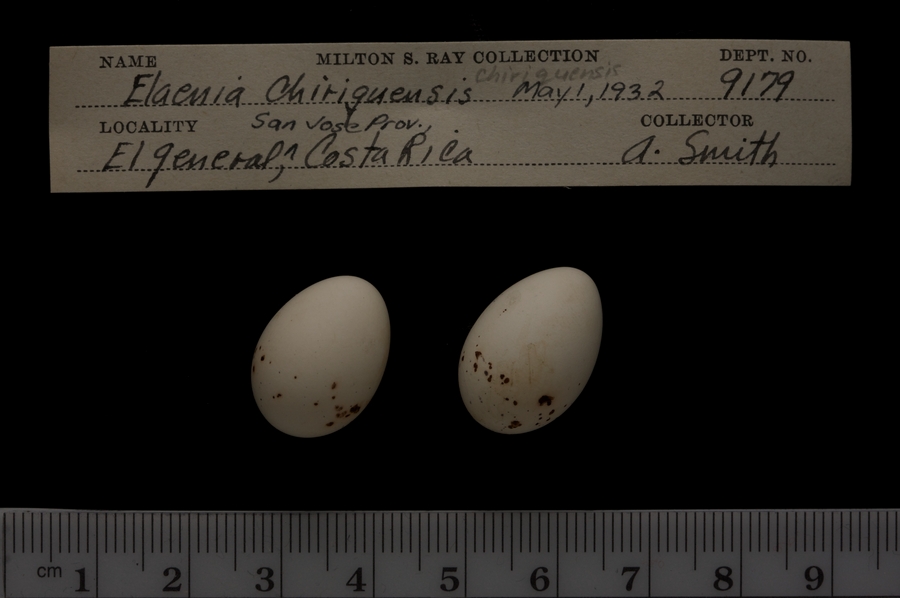 NAME MILTON S. RAY COLLECTION DEPT. NO.
chiriquensis
Elaenia Chiriquensis May 1, 1932 9179
LOCALITY San Jose Prov., COLLECTOR
El General, ^ Costa Rica A. Smith
cm 1 2 3 4 5 6 7 8 9